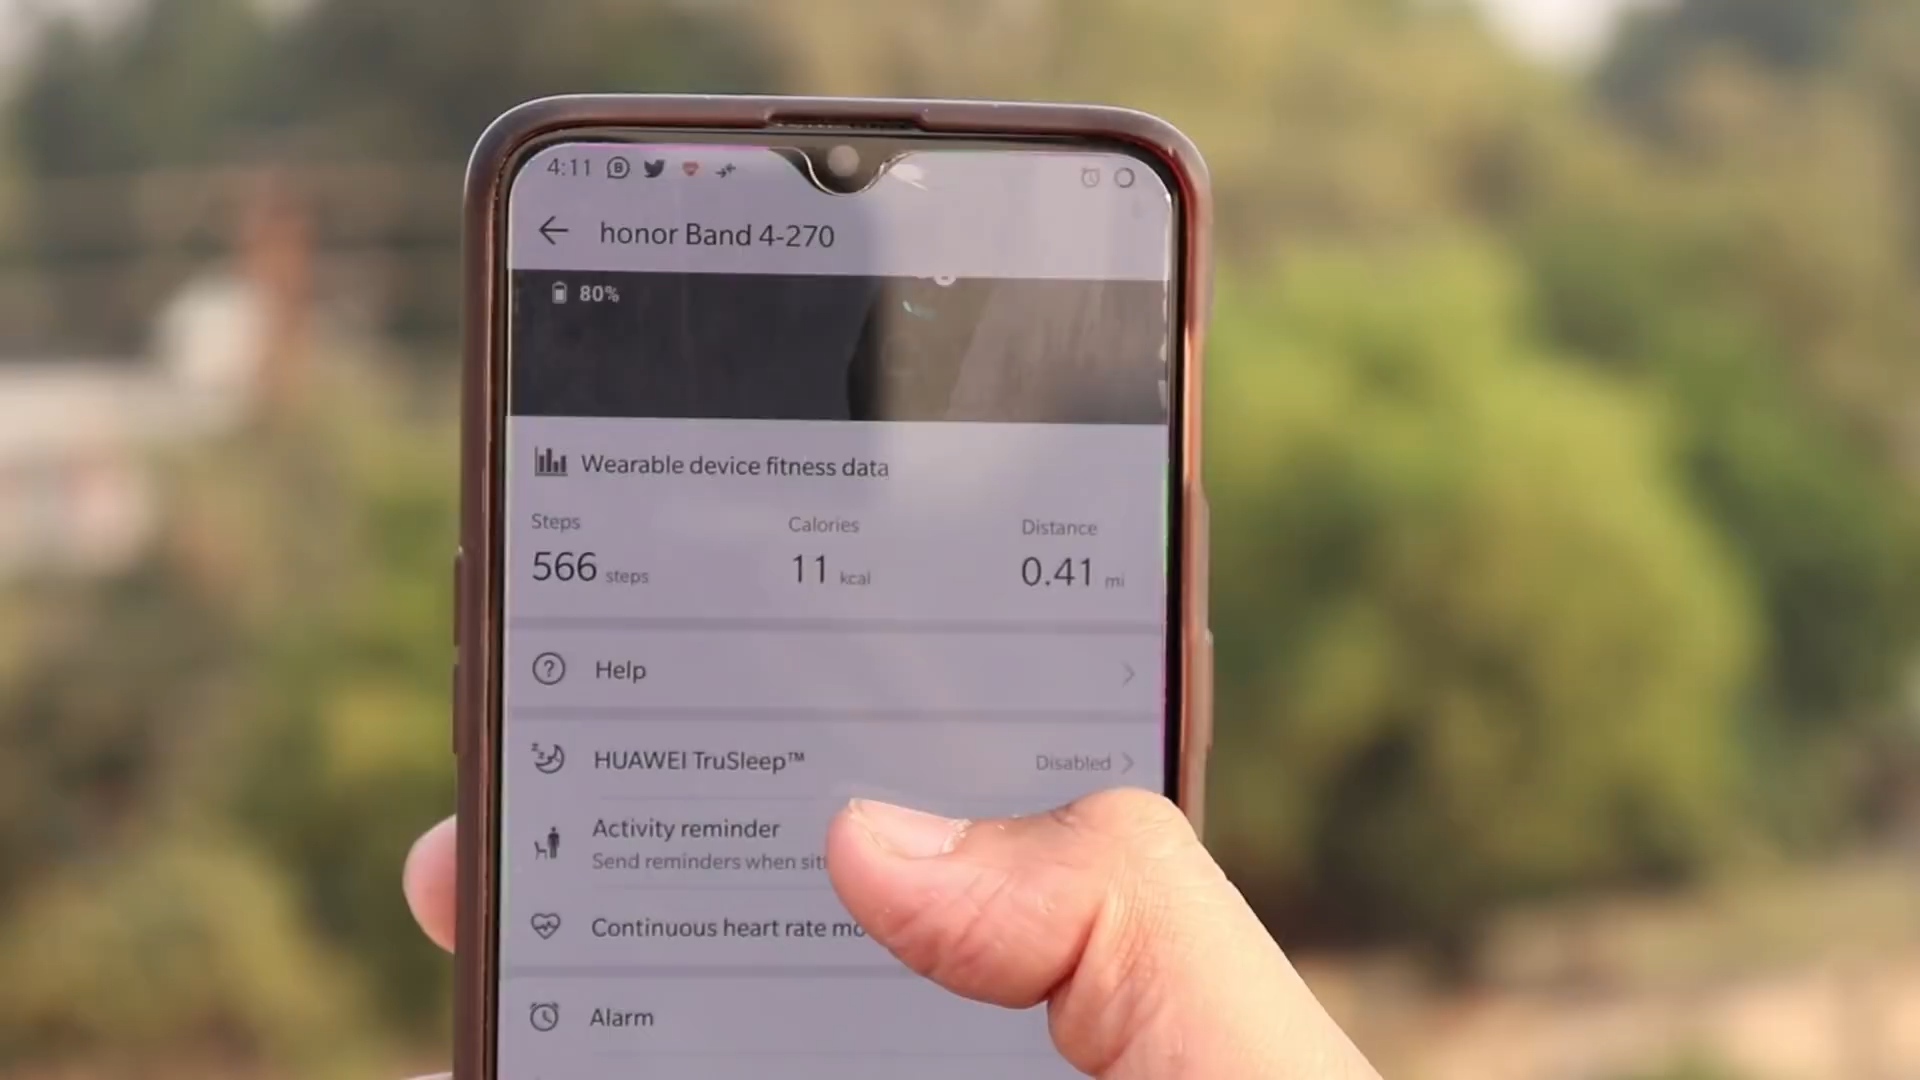 4:11
honor Band 4-270
80%
Wearable device fitness data
Steps Calories Distance
566 steps 11 kcal 0.41 mi
Help
HUAWEI TruSleep™ Disabled
Activity reminder
Send reminders when
Continuous heart rate
Alarm